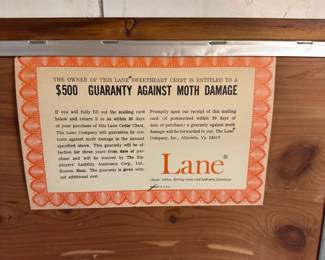 THE OWNER OF THIS LANE® SWEETHEART CHEST IS ENTITLED TO A
$500 GUARANTY AGAINST MOTH DAMAGE
If you will fully fill out the mailing card
below and return it to us within 30 days
of your purchase of this Lane Cedar Chest,
The Lane Company will guarantee its con-
tents against moth damage in the amount
specified above. This guaranty will be ef-
fective for three years from date of pur-
chase and will be insured by The Em-
ployers' Liability Assurance Corp., Ltd.,
Boston, Mass. The guaranty is given with-
out additional cost.
Promptly upon your receipt of this mailing
card (if postmarked within 30 days of
date of purchase) a guaranty against moth
damage will be forwarded to you. The Lane®
Company, Inc., Altavista, Va. 24517.
Lane®